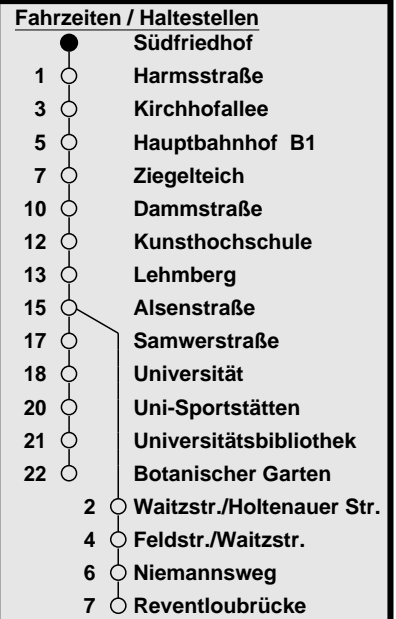 Fahrzeiten / Haltestellen
Südfriedhof
1 Harmsstraße
3 Kirchhofallee
5 Hauptbahnhof B1
7 Ziegelteich
10 Dammstraße
12 Kunsthochschule
13 Lehmberg
15 Alsenstraße
17 Samwerstraße
18 Universität
20 Uni-Sportstätten
21 Universitätsbibliothek
22 Botanischer Garten
2 Waitzstr./Holtenauer Str.
4 Feldstr./Waitzstr.
6 Niemannsweg
7 Reventloubrücke